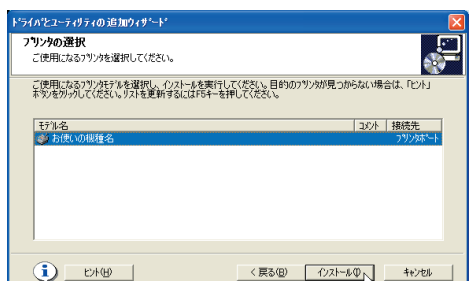 ドライバとユーティリティの追加ウィザード
プリンタの選択
ご使用になるプリンタを選択してください。
ご使用になるプリンタモデルを選択し、インストールを実行してください。目的のプリンタが見つからない場合は、「ヒント」
ボタンをクリックしてください。リストを更新するにはF5キーを押してください。
モデル名 コメント 接続先
お使いの機種名 プリンタポート
ヒント(H) < 戻る(B) インストール(I) キャンセル